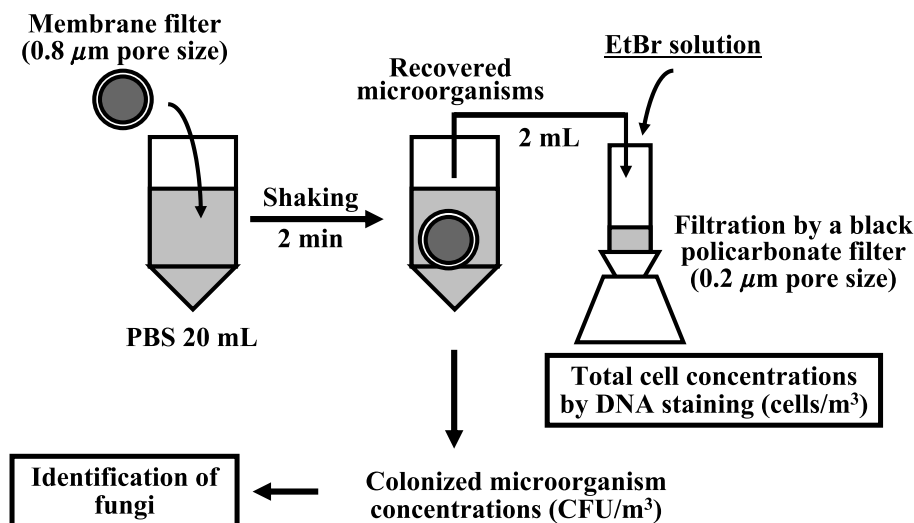 Membrane filter
(0.8 μm pore size)
EtBr solution
Recovered
microorganisms
2 mL
Shaking
2 min
Filtration by a black
policarbonate filter
(0.2 μm pore size)
PBS 20 mL
Total cell concentrations
by DNA staining (cells/m³)
Identification of
fungi
Colonized microorganism
concentrations (CFU/m³)